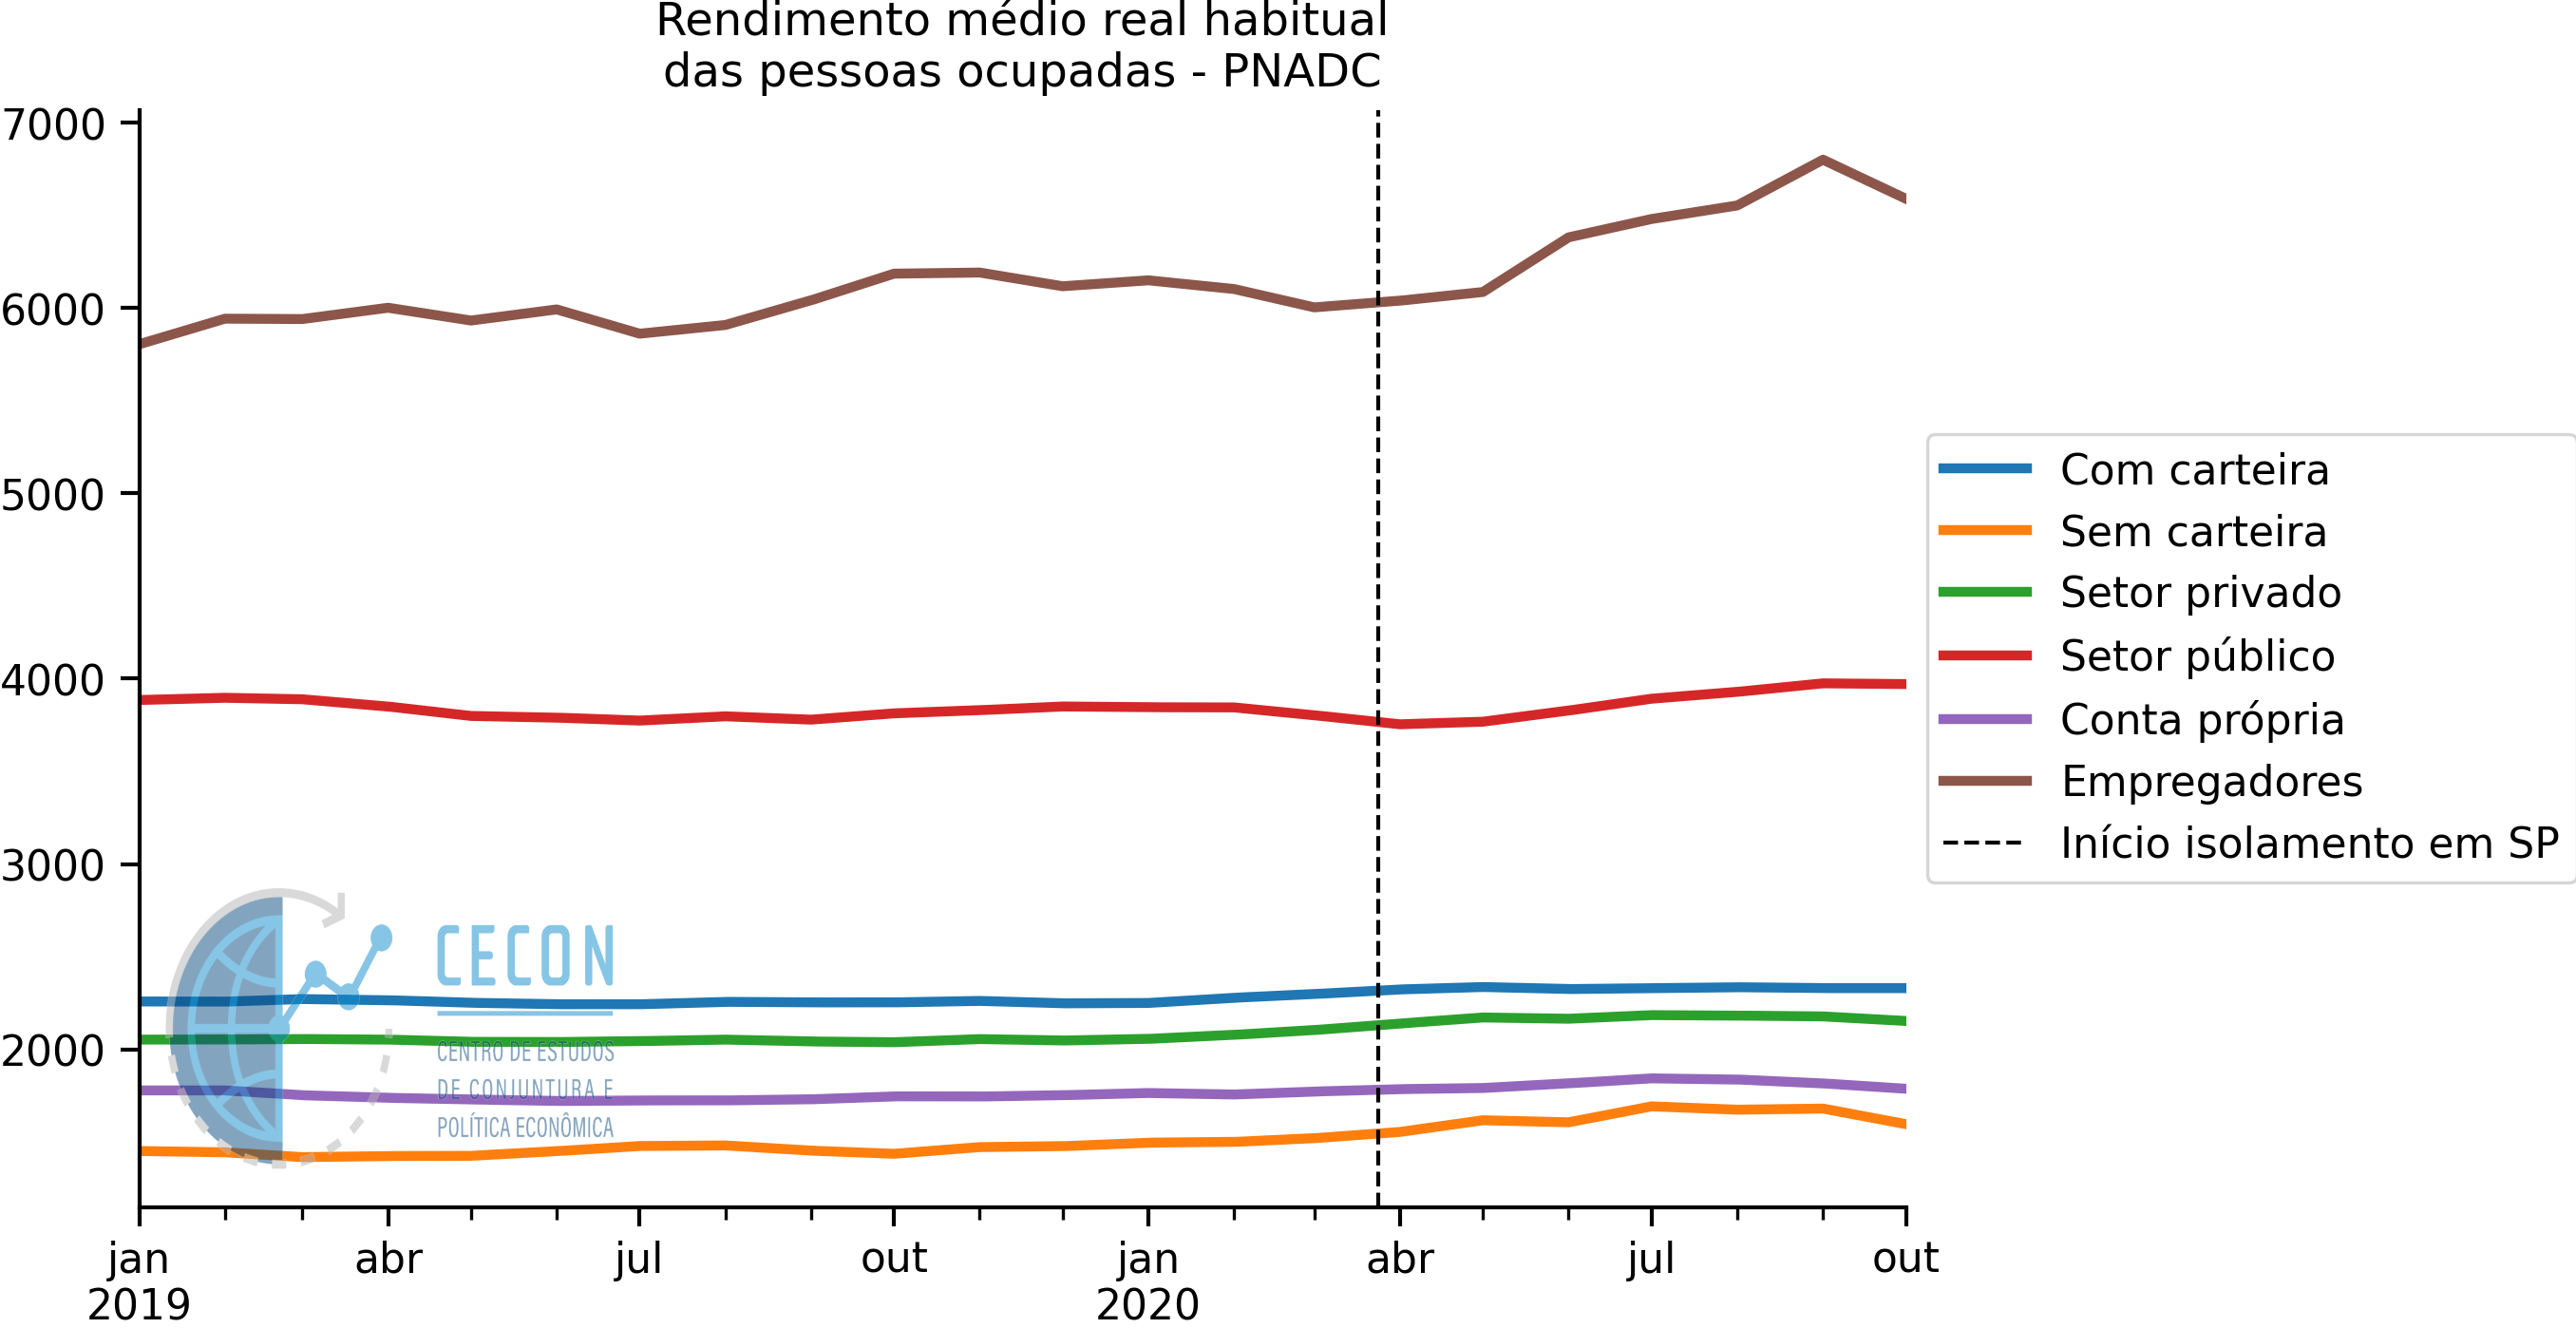 Rendimento médio real habitual
das pessoas ocupadas - PNADC
7000
6000
5000
4000
3000
2000
Com carteira
Sem carteira
Setor privado
Setor público
Conta própria
Empregadores
Início isolamento em SP
CECON
CENTRO DE ESTUDOS
DE CONJUNTURA E
POLÍTICA ECONÔMICA
jan abr jul out jan abr jul out
2019 2020